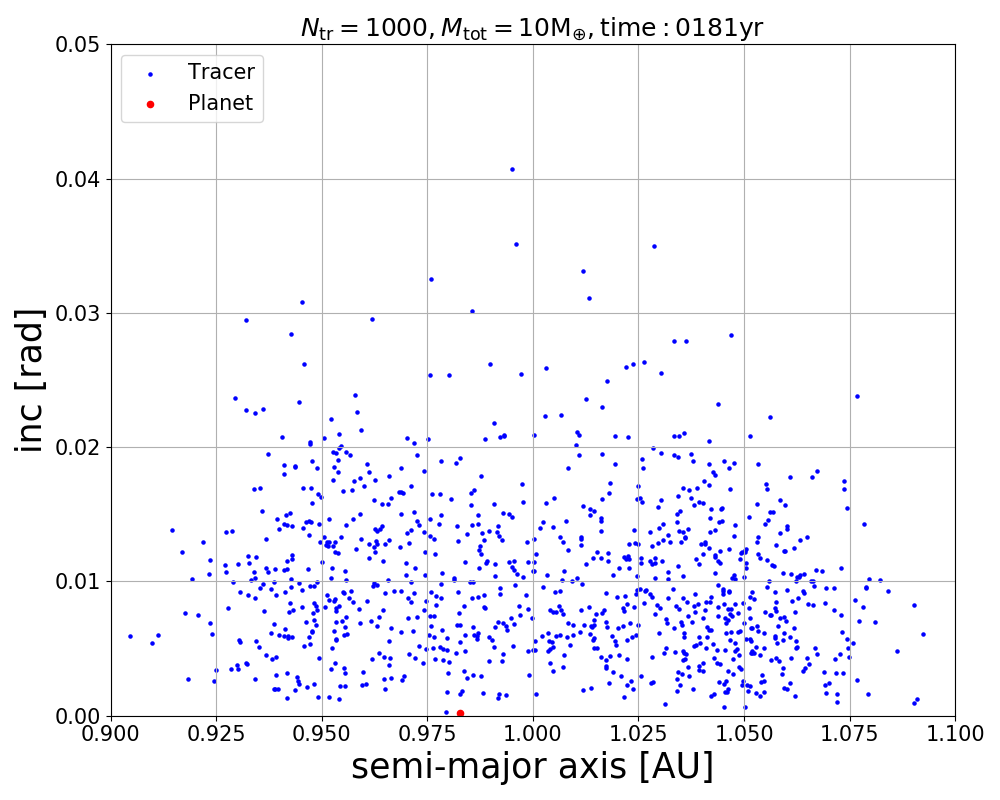 N_tr = 1000, M_tot = 10M_⊕, time : 0181yr
Tracer
Planet
inc [rad]
0.05
0.04
0.03
0.02
0.01
0.00
0.900 0.925 0.950 0.975 1.000 1.025 1.050 1.075 1.100
semi-major axis [AU]